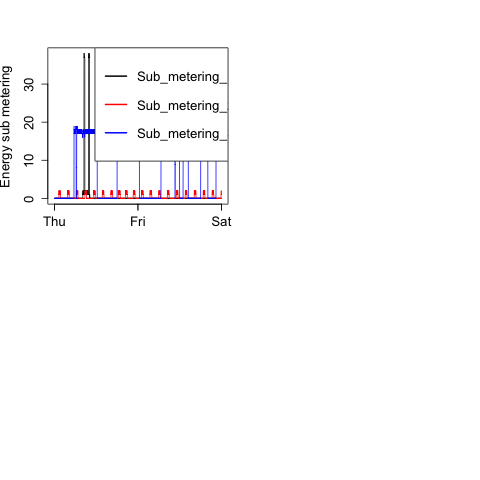 Energy sub metering
30
20
10
0
Sub_metering_
Sub_metering_
Sub_metering_
Thu Fri Sat